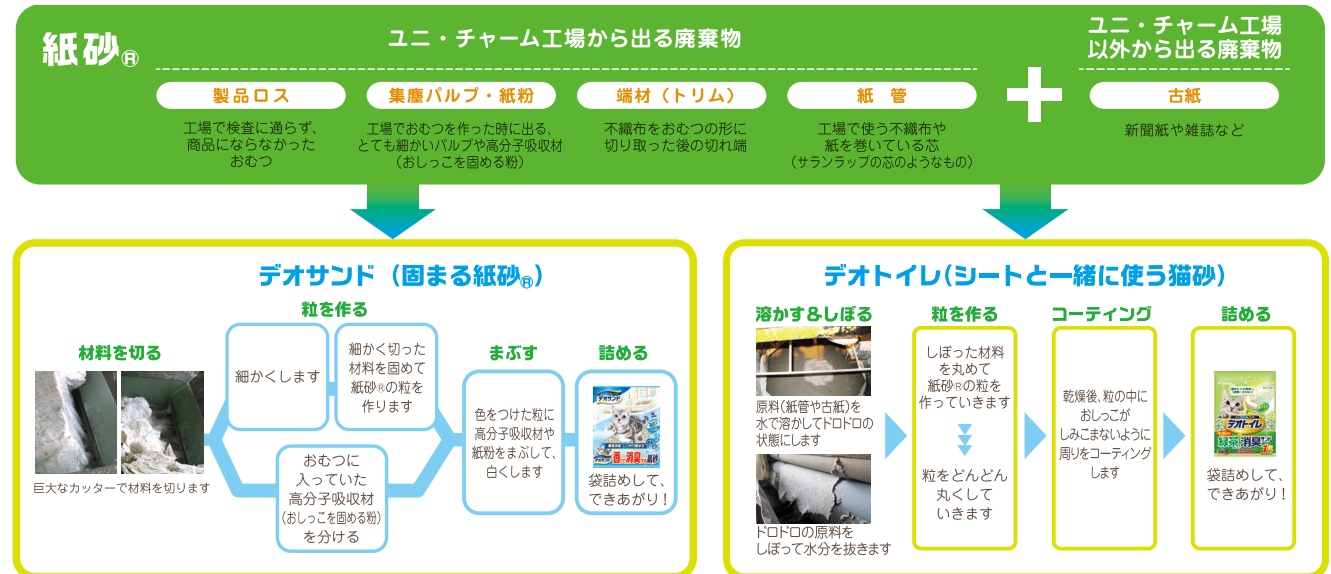 紙砂®
ユニ・チャーム工場から出る廃棄物
ユニ・チャーム工場
以外から出る廃棄物
製品ロス
工場で検査に通らず、
商品にならなかった
おむつ
集塵パルプ・紙粉
工場でおむつを作った時に出る、
とても細かいパルプや高分子吸収材
(おしっこを固める粉)
端材(トリム)
不織布をおむつの形に
切り取った後の切れ端
紙管
工場で使う不織布や
紙を巻いている芯
(サランラップの芯のようなもの)
古紙
新聞紙や雑誌など
デオサンド(固まる紙砂®)
材料を切る
巨大なカッターで材料を切ります
粒を作る
細かくします
細かく切った
材料を固めて
紙砂®の粒を
作ります
おむつに
入っていた
高分子吸収材
(おしっこを固める粉)
を分ける
まぶす
色をつけた粒に
高分子吸収材や
紙粉をまぶして、
白くします
詰める
デオサンド
袋詰めして、
できあがり!
デオトイレ(シートと一緒に使う猫砂)
溶かす&しぼる
原料(紙管や古紙)を
水で溶かしてドロドロの
状態にします
ドロドロの原料を
しぼって水分を抜きます
粒を作る
しぼった材料
を丸めて
紙砂®の粒を
作っていきます
粒をどんどん
丸くして
いきます
コーティング
乾燥後、粒の中に
おしっこが
しみこまないように
周りをコーティング
します
詰める
デオトイレ
緑茶消臭
袋詰めして、
できあがり!